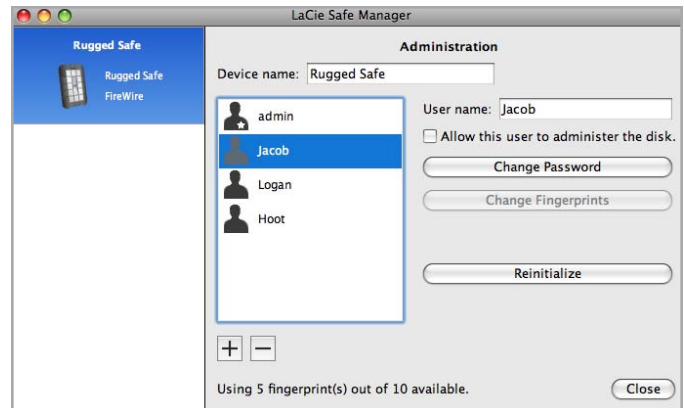 LaCie Safe Manager
Rugged Safe
Rugged Safe
FireWire
Administration
Device name: Rugged Safe
admin
Jacob
Logan
Hoot
User name: Jacob
Allow this user to administer the disk.
Change Password
Change Fingerprints
Reinitialize
+ −
Using 5 fingerprint(s) out of 10 available.
Close